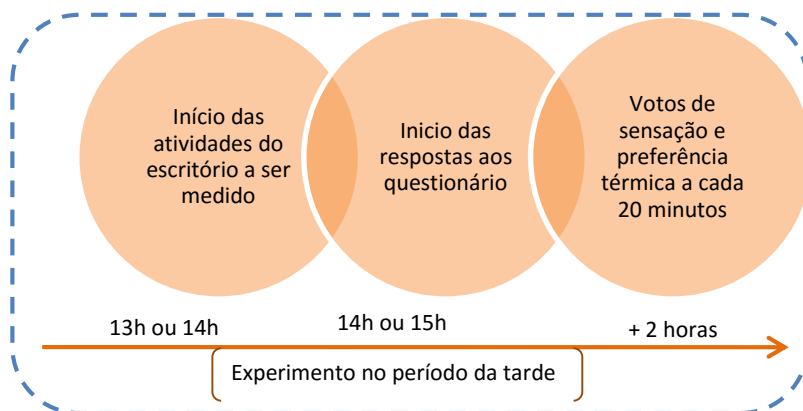 Início das
atividades do
escritório a ser
medido
Inicio das
respostas aos
questionário
Votos de
sensação e
preferência
térmica a cada
20 minutos
13h ou 14h
14h ou 15h
+ 2 horas
Experimento no período da tarde